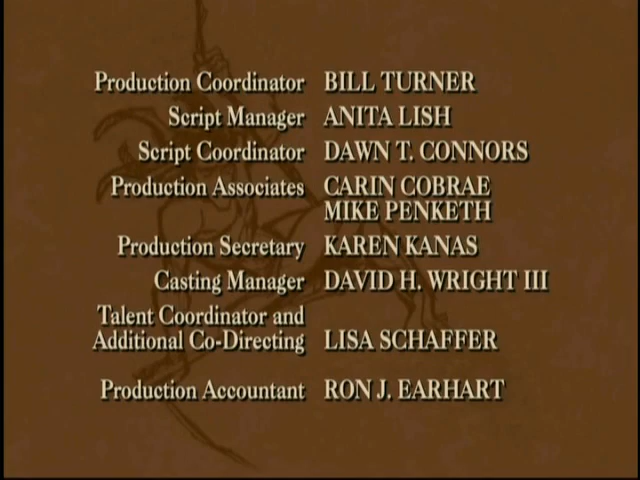 Production Coordinator BILL TURNER
Script Manager ANITA LISH
Script Coordinator DAWN T. CONNORS
Production Associates CARIN COBRAE
MIKE PENKETH
Production Secretary KAREN KANAS
Casting Manager DAVID H. WRIGHT III
Talent Coordinator and
Additional Co-Directing LISA SCHAFFER
Production Accountant RON J. EARHART